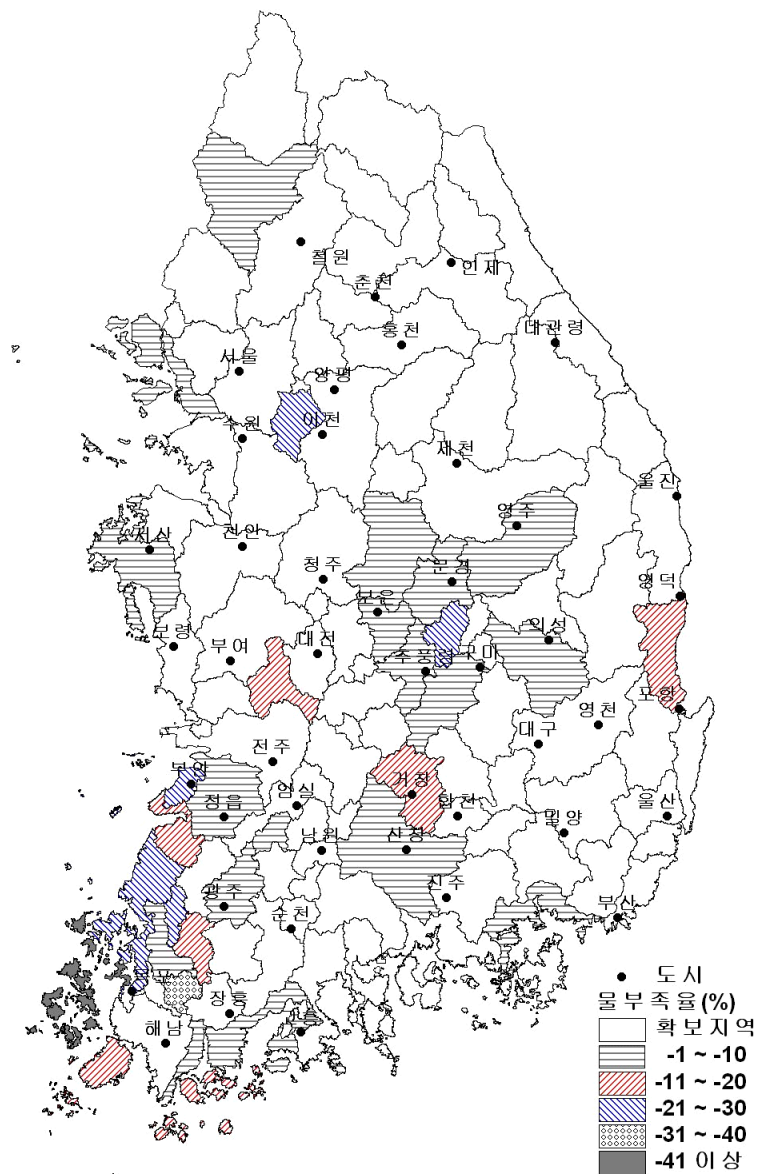 철원
인제
춘천
홍천
대관령
서울
양평
수원
이천
제천
울진
영주
서산
천안
청주
문경
영덕
보은
보령
부여
대전
의성
추풍령
구미
포항
영천
대구
전주
부안
거창
정읍
임실
합천
울산
밀양
남원
산청
진주
광주
순천
부산
장흥
해남
도시
물부족율(%)
확보지역
-1 ~ -10
-11 ~ -20
-21 ~ -30
-31 ~ -40
-41 이상